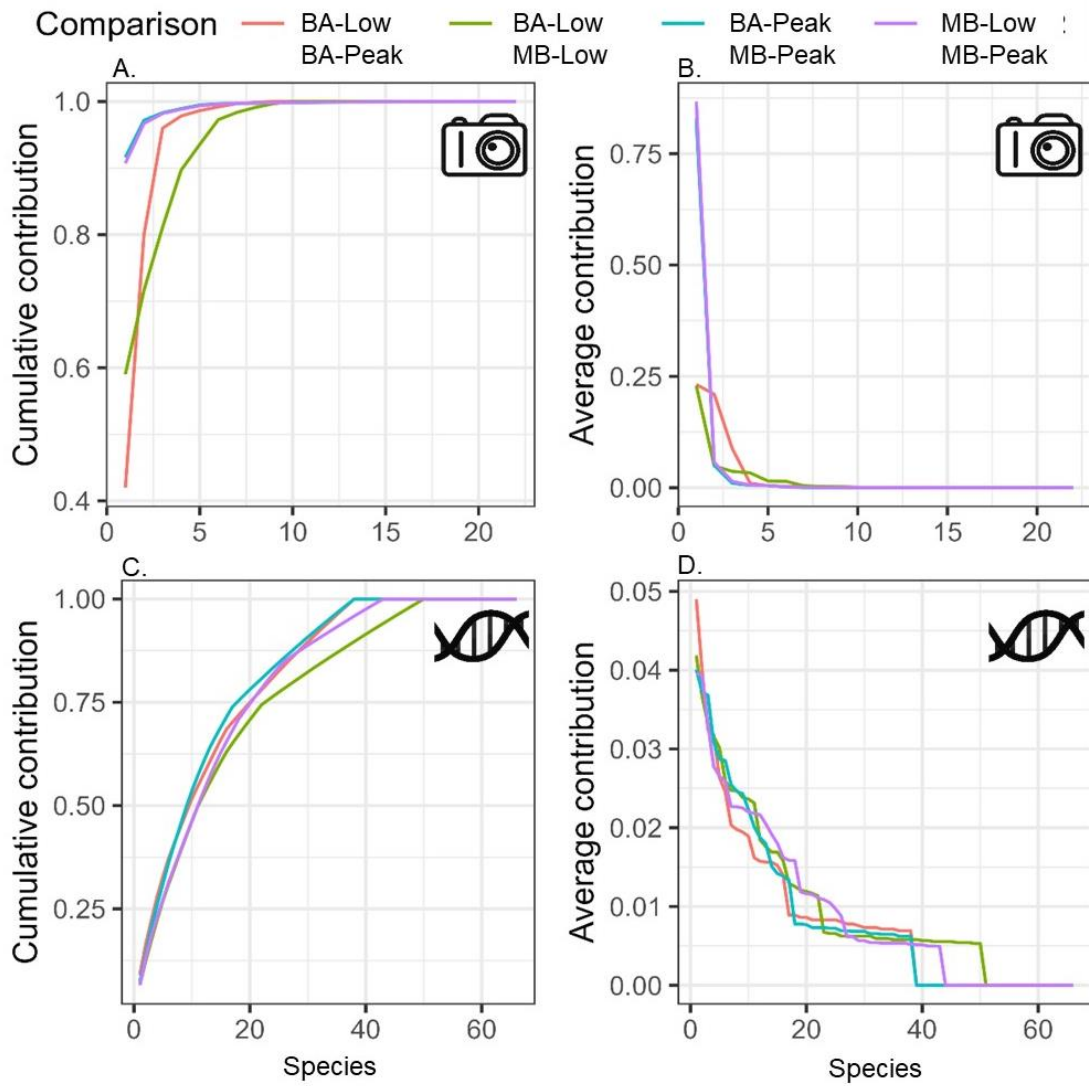 Comparison BA-Low BA-Low BA-Peak MB-Low
BA-Peak MB-Low MB-Peak MB-Peak
A.
B.
Cumulative contribution
1.0
0.8
0.6
0.4
0 5 10 15 20
Average contribution
0.75
0.50
0.25
0.00
0 5 10 15 20
C.
D.
Cumulative contribution
1.00
0.75
0.50
0.25
0 20 40 60
Species
Average contribution
0.05
0.04
0.03
0.02
0.01
0.00
0 20 40 60
Species